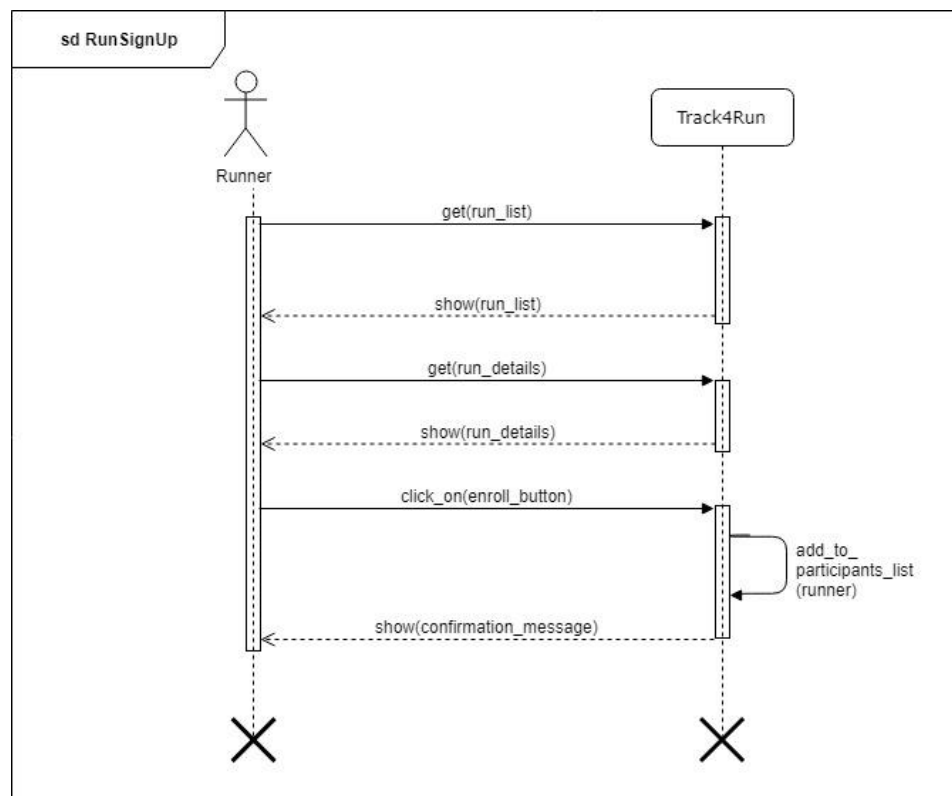 sd RunSignUp
Track4Run
Runner
get(run_list)
show(run_list)
get(run_details)
show(run_details)
click_on(enroll_button)
add_to_
participants_list
(runner)
show(confirmation_message)